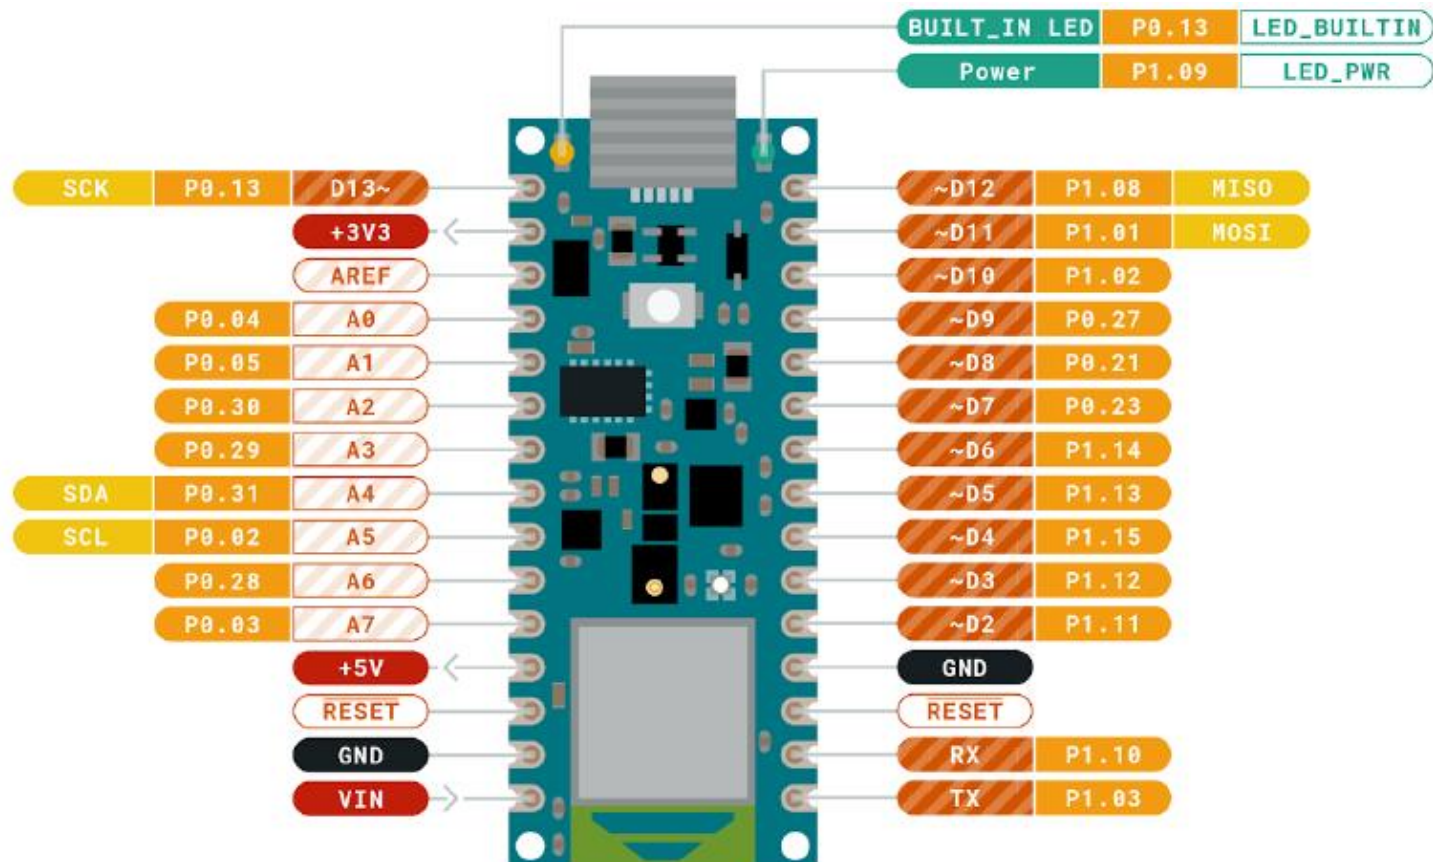 BUILT_IN LED P0.13 LED_BUILTIN
Power P1.09 LED_PWR
SCK P0.13 D13~
+3V3
AREF
P0.04 A0
P0.05 A1
P0.30 A2
P0.29 A3
SDA P0.31 A4
SCL P0.02 A5
P0.28 A6
P0.03 A7
+5V
RESET
GND
VIN
~D12 P1.08 MISO
~D11 P1.01 MOSI
~D10 P1.02
~D9 P0.27
~D8 P0.21
~D7 P0.23
~D6 P1.14
~D5 P1.13
~D4 P1.15
~D3 P1.12
~D2 P1.11
GND
RESET
RX P1.10
TX P1.03